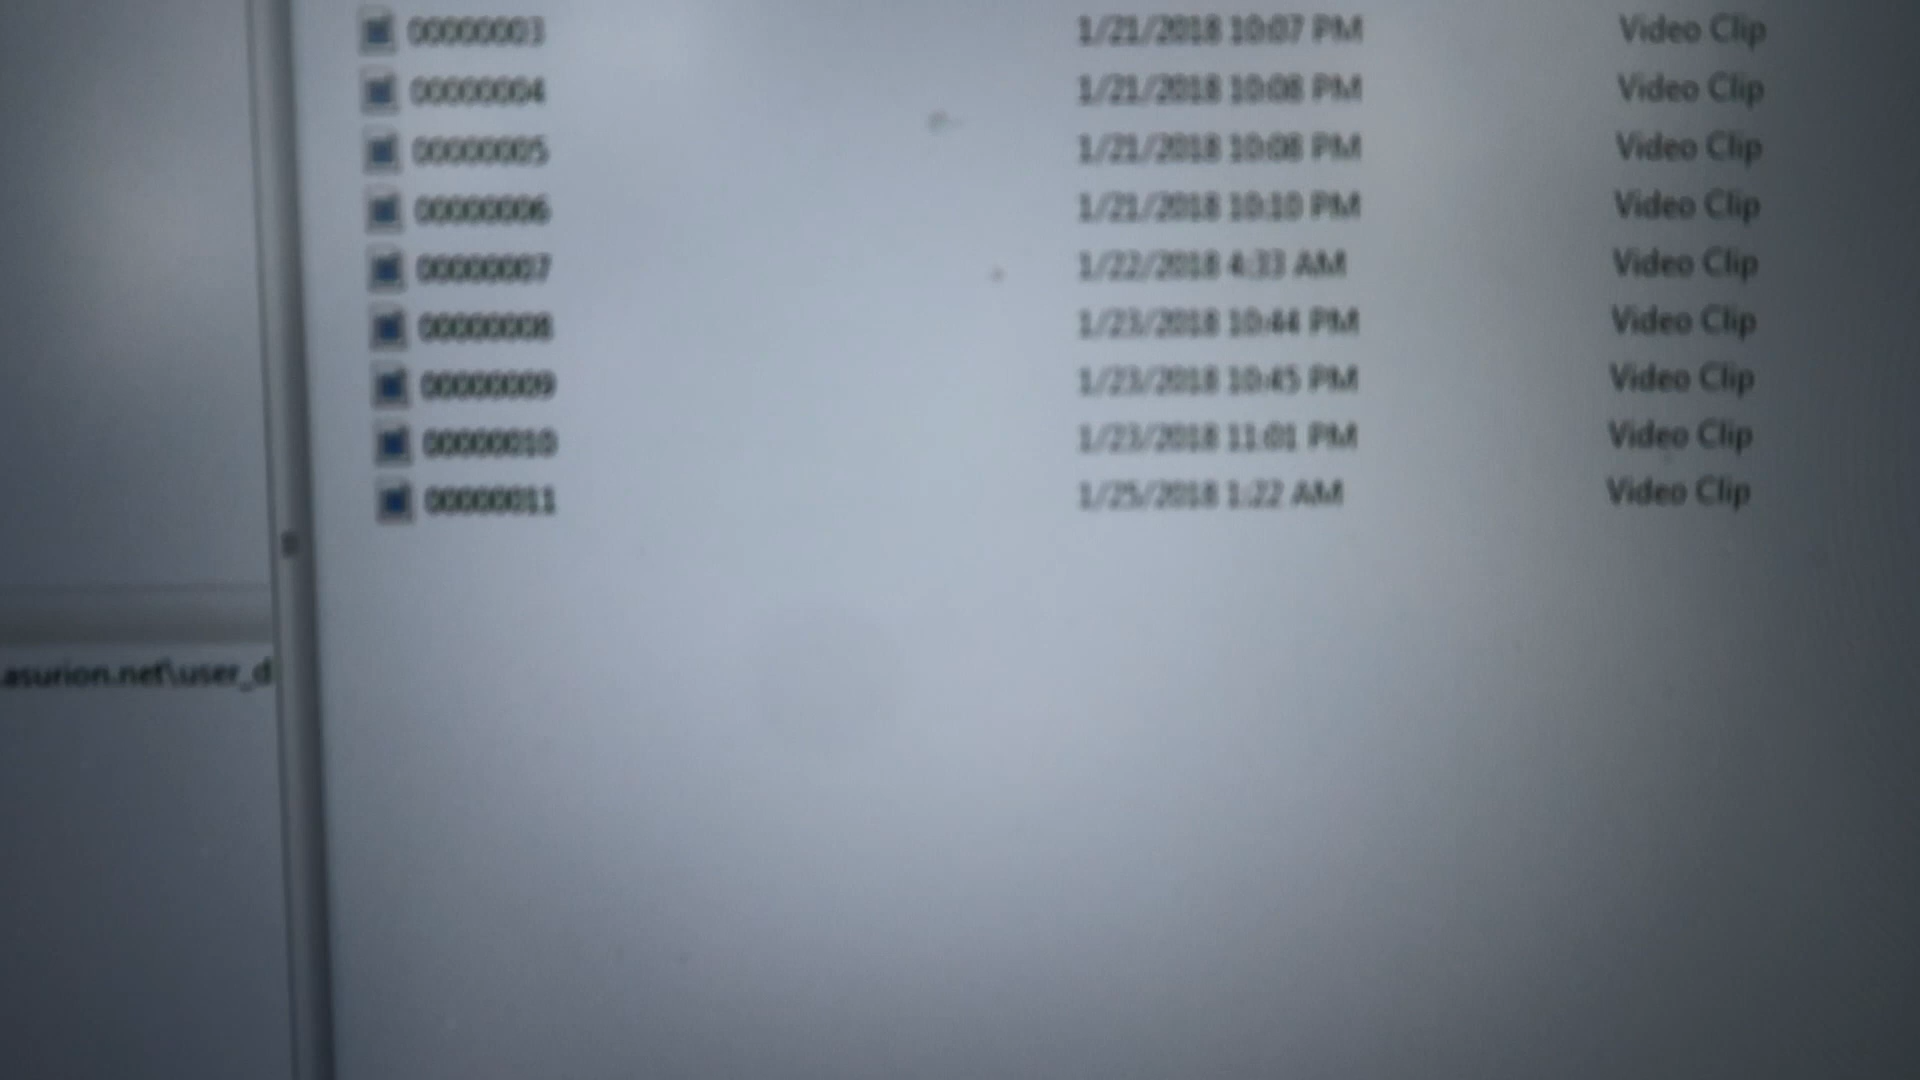 00000003 1/21/2018 10:07 PM Video Clip
00000004 1/21/2018 10:08 PM Video Clip
00000005 1/21/2018 10:08 PM Video Clip
00000006 1/21/2018 10:10 PM Video Clip
00000007 1/22/2018 4:33 AM Video Clip
00000008 1/23/2018 10:44 PM Video Clip
00000009 1/23/2018 10:45 PM Video Clip
00000010 1/23/2018 11:01 PM Video Clip
00000011 1/25/2018 1:22 AM Video Clip
.asurion.net\user_d